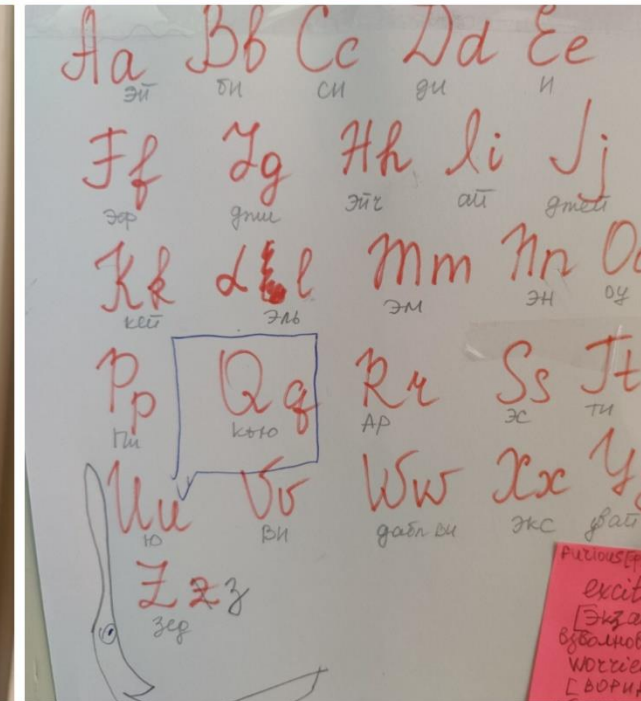 Aa Bb Cc Dd Ee
эй би си ди и
Ff Gg Hh Ii Jj
эф джи эйч ай джей
Kk Ll Mm Nn O
кей эль эм эн оу
Pp Qq Rr Ss Tt
пи кью ар эс ти
Uu Vv Ww Xx Y
ю ви дабл ви экс увай
Zz z
зед
excit
worrie